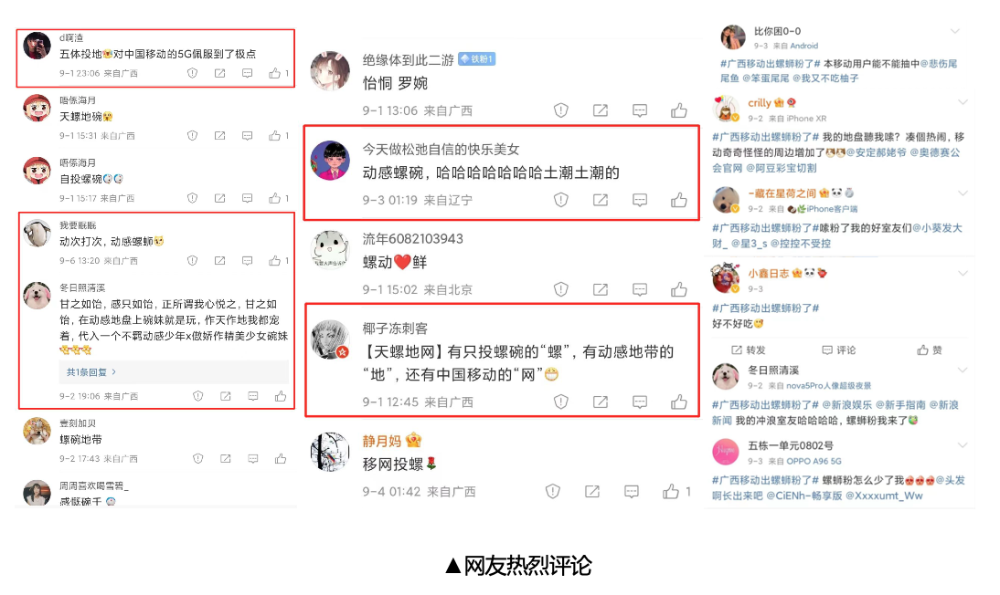 d啊渣
五体投地对中国移动的5G佩服到了极点
9-1 23:06 来自广西
1
唔係海月
天螺地碗
9-1 15:31 来自广西
1
唔係海月
自投螺碗
9-1 15:17 来自广西
1
我要眠眠
动次打次，动感螺蛳
9-6 13:20 来自广西
1
冬日照清溪
甘之如饴，感只如饴，正所谓我心悦之，甘之如
饴，在动感地盘上碗妹就是玩，作天作地我都宠
着，代入一个不羁动感少年x傲娇作精美少女碗妹
共1条回复 >
9-2 19:06 来自广西
壹刻加贝
螺碗地带
9-2 17:43 来自广西
周周喜欢喝雪碧_
感慨碗千
绝缘体到此二游 铁粉1
怡恫 罗婉
9-1 13:06 来自广西
今天做松弛自信的快乐美女
动感螺碗，哈哈哈哈哈哈哈土潮土潮的
9-3 01:19 来自辽宁
流年6082103943
螺动❤️鲜
9-1 15:02 来自北京
椰子冻刺客
【天螺地网】有只投螺碗的“螺”，有动感地带的
“地”，还有中国移动的“网”😁
9-1 12:45 来自广西
静月妈
移网投螺🌹
9-4 01:42 来自广西
1
比你困0-0
9-3 来自 Android
#广西移动出螺蛳粉了# 本移动用户能不能抽中@悲伤尾
尾鱼 @笨蛋尾尾 @我又不吃柚子
crilly
9-2 来自 iPhone XR
#广西移动出螺蛳粉了# 我的地盘聽我嗦？凑個热闹，移
动奇奇怪怪的周边增加了@安定郝姥爷 @奥德赛公
会官网 @阿豆彩宝切割
-藏在星荷之间
9-2 来自 iPhone客户端
#广西移动出螺蛳粉了#嗦粉了我的好室友们@小葵发大
财_ @星3_s @控控不受控
小鑫日志
9-3
#广西移动出螺蛳粉了#
好不好吃
转发 评论 赞
冬日照清溪
9-2 来自 nova5Pro人像超级夜景
#广西移动出螺蛳粉了# @新浪娱乐 @新手指南 @新浪
新闻 我的冲浪室友哈哈哈哈，螺蛳粉我来了
五栋一单元0802号
9-3 来自 OPPO A96 5G
#广西移动出螺蛳粉了# 螺蛳粉怎么少了我@头发
啊长出来吧 @CiENh-畅享版 @Xxxxumt_Ww
▲网友热烈评论